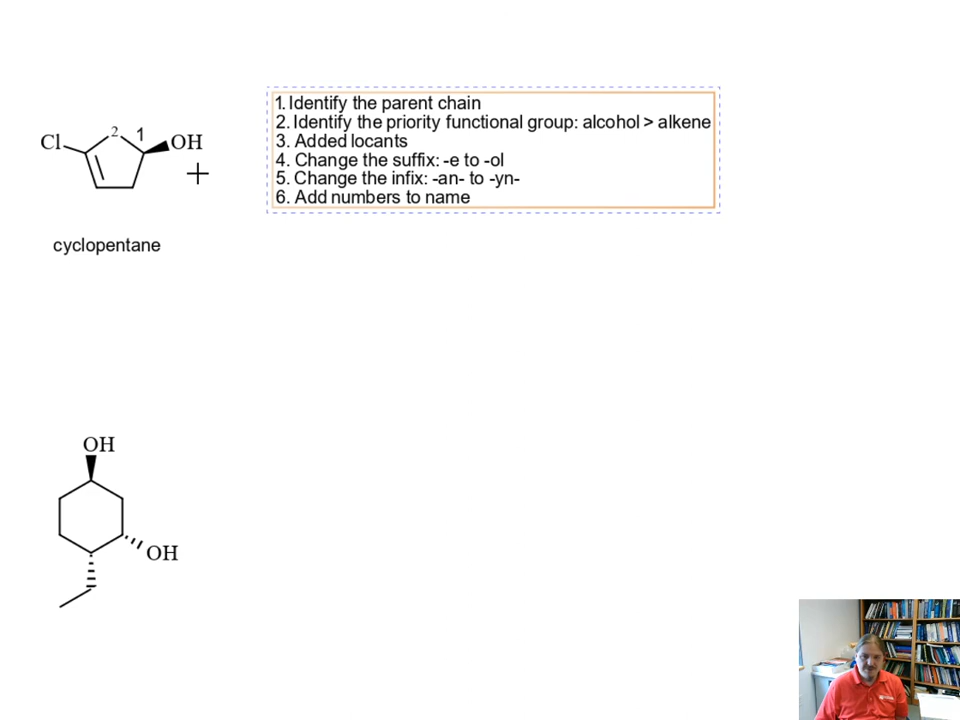 1. Identify the parent chain
2. Identify the priority functional group: alcohol > alkene
3. Added locants
4. Change the suffix: -e to -ol
5. Change the infix: -an- to -yn-
6. Add numbers to name
Cl
2
1
OH
cyclopentane
OH
OH